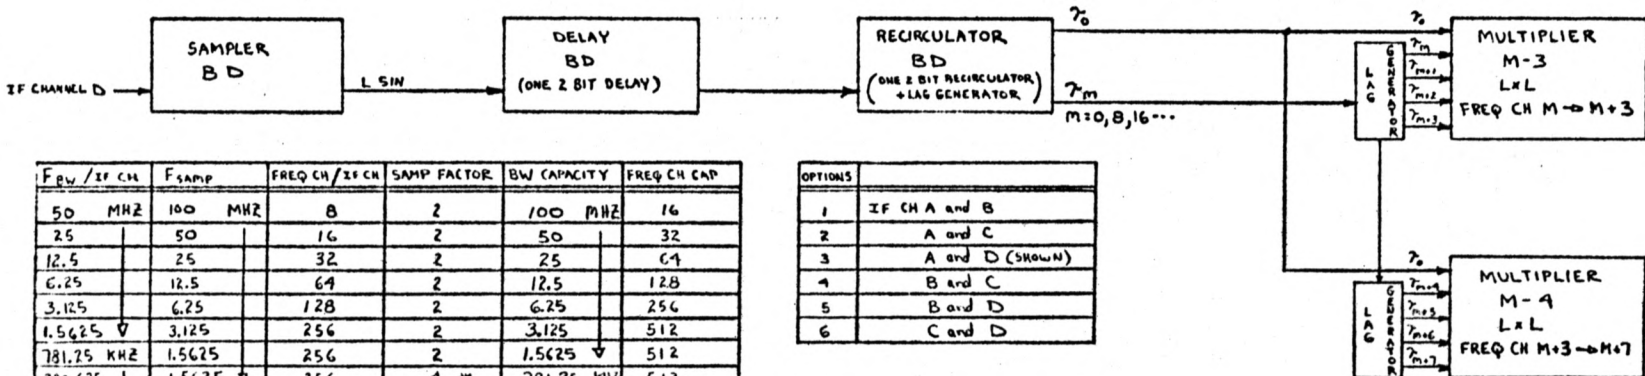 SAMPLER
BD
DELAY
BD
(ONE 2 BIT DELAY)
RECIRCULATOR
BD
(ONE 2 BIT RECIRCULATOR
+ LAG GENERATOR)
IF CHANNEL D
L SIN
τ₀
τm
M=0,8,16...
τ₀
τm
τm+1
τm+2
τm+3
LAG GENERATOR
MULTIPLIER
M-3
L×L
FREQ CH M→M+3
τ₀
τm+4
τm+5
τm+6
τm+7
LAG GENERATOR
MULTIPLIER
M-4
L×L
FREQ CH M+3→M+7
FBW/IF CH FSAMP FREQ CH/IF CH SAMP FACTOR BW CAPACITY FREQ CH CAP
50 MHZ 100 MHZ 8 2 100 MHZ 16
25 50 16 2 50 32
12.5 25 32 2 25 64
6.25 12.5 64 2 12.5 128
3.125 6.25 128 2 6.25 256
1.5625 3.125 256 2 3.125 512
781.25 KHZ 1.5625 256 2 1.5625 512
OPTIONS
1 IF CH A and B
2 A and C
3 A and D (SHOWN)
4 B and C
5 B and D
6 C and D